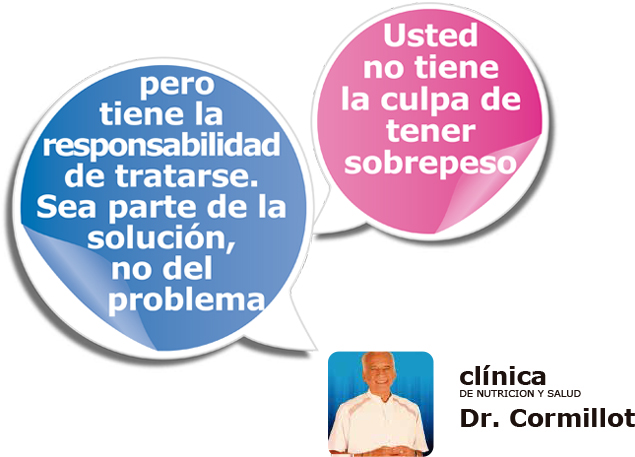 Usted
no tiene
la culpa de
tener
sobrepeso
pero
tiene la
responsabilidad
de tratarse.
Sea parte de la
solución,
no del
problema
clínica
DE NUTRICION Y SALUD
Dr. Cormillot